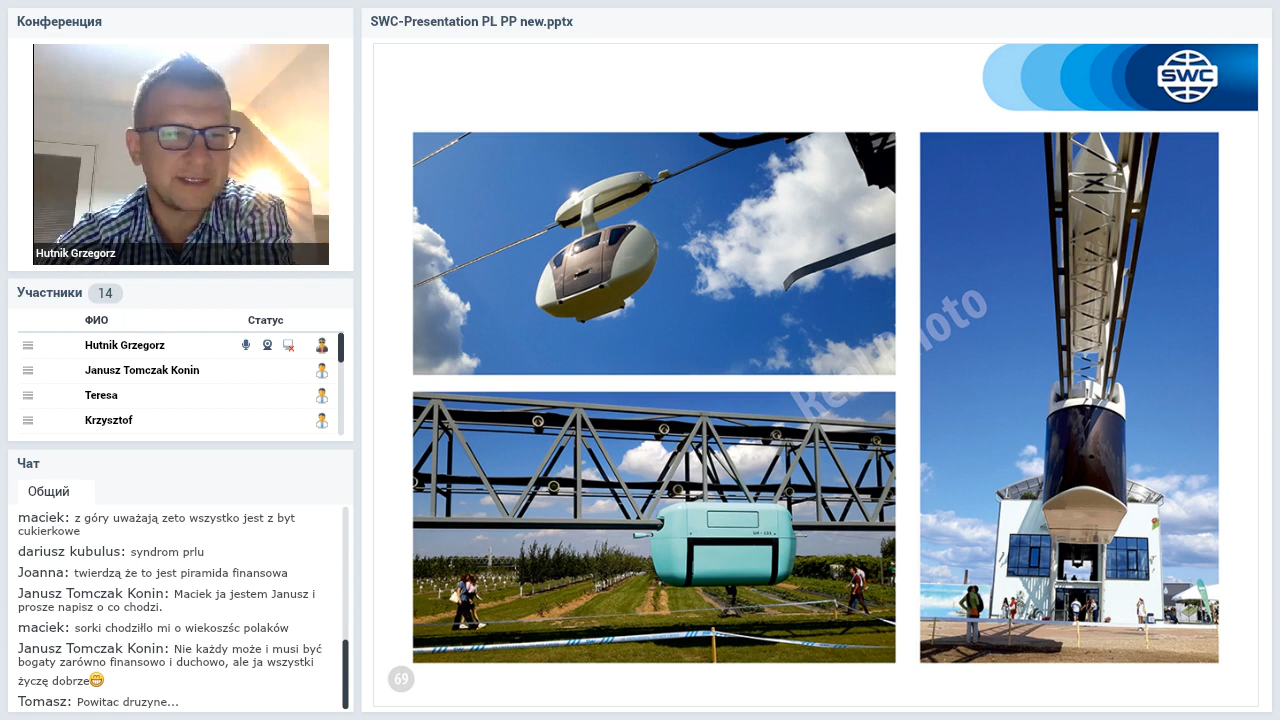 Конференция
Hutnik Grzegorz
Участники 14
ФИО Статус
Hutnik Grzegorz
Janusz Tomczak Konin
Teresa
Krzysztof
Чат
Общий
maciek: z góry uważają zeto wszystko jest z byt
cukierkowe
dariusz kubulus: syndrom prlu
Joanna: twierdzą że to jest piramida finansowa
Janusz Tomczak Konin: Maciek ja jestem Janusz i
prosze napisz o co chodzi.
maciek: sorki chodziłło mi o wiekoszśc polaków
Janusz Tomczak Konin: Nie każdy może i musi być
bogaty zarówno finansowo i duchowo, ale ja wszystki
życzę dobrze
Tomasz: Powitac druzyne...
SWC-Presentation PL PP new.pptx
SWC
69